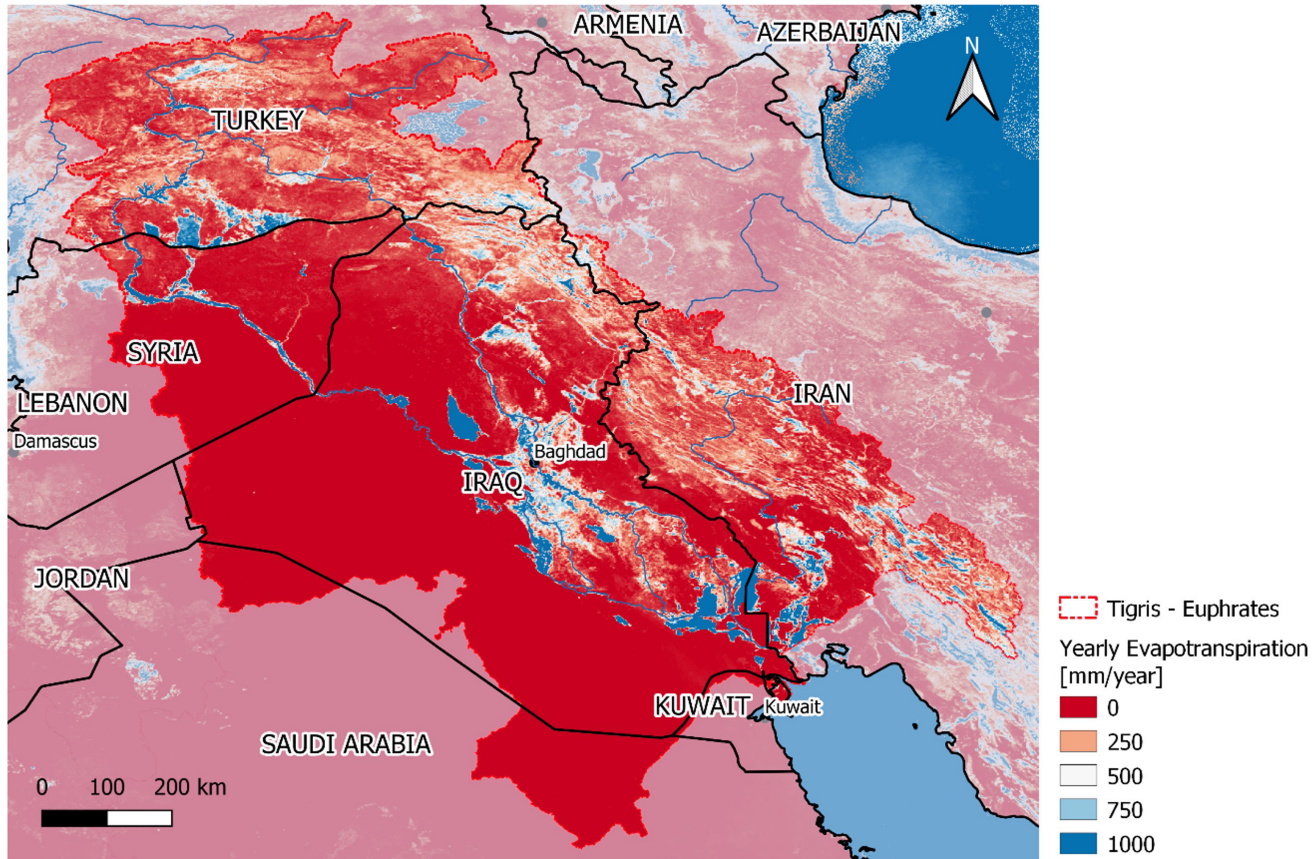 ARMENIA
AZERBAIJAN
N
TURKEY
SYRIA
IRAN
LEBANON
Damascus
Baghdad
IRAQ
JORDAN
KUWAIT
Kuwait
SAUDI ARABIA
0 100 200 km
Tigris - Euphrates
Yearly Evapotranspiration
[mm/year]
0
250
500
750
1000